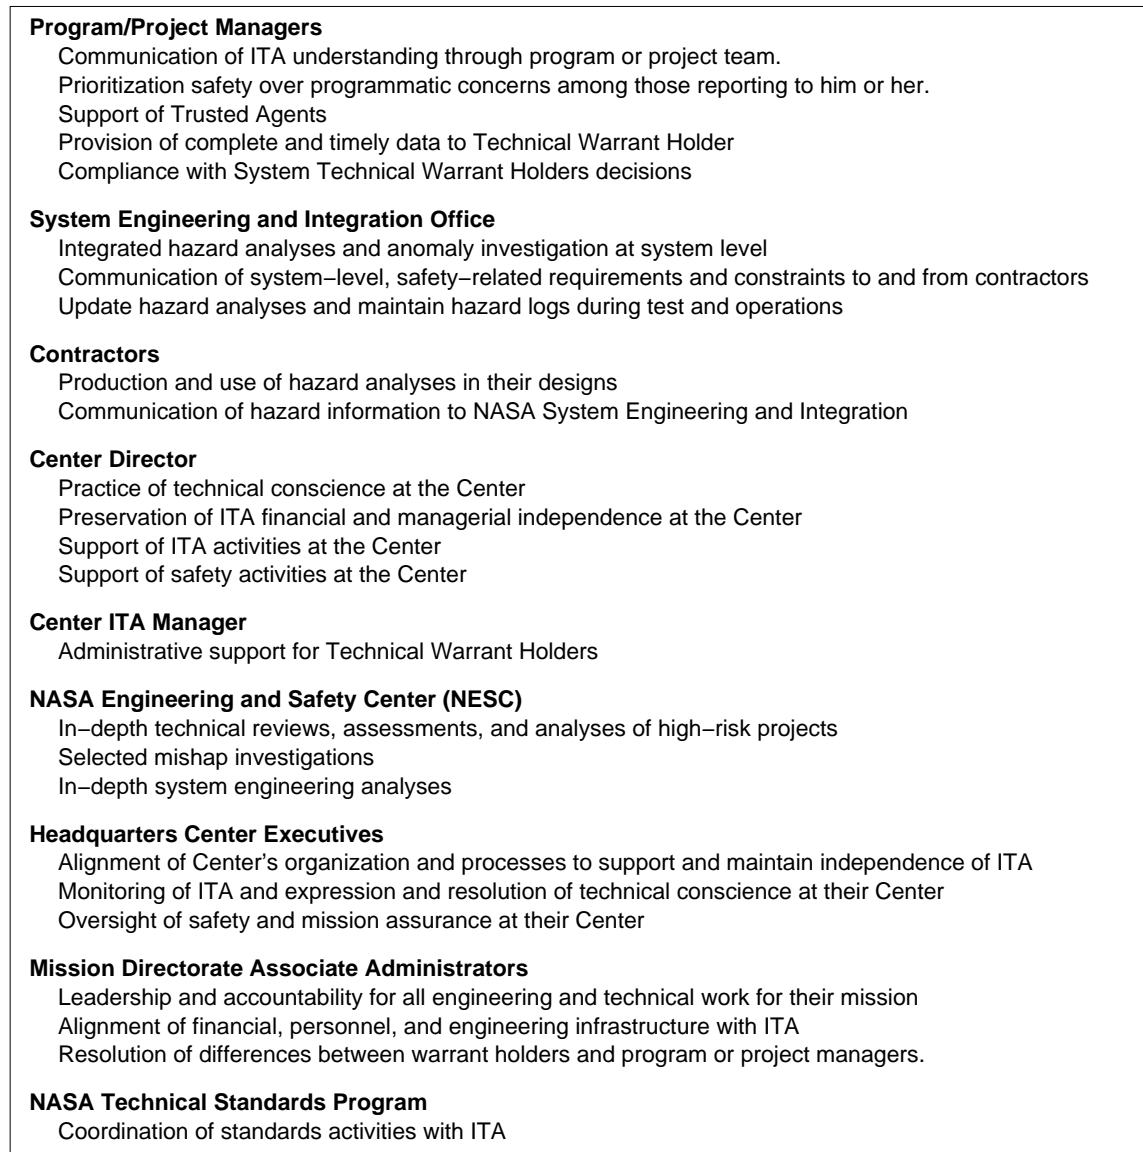 Program/Project Managers
Communication of ITA understanding through program or project team.
Prioritization safety over programmatic concerns among those reporting to him or her.
Support of Trusted Agents
Provision of complete and timely data to Technical Warrant Holder
Compliance with System Technical Warrant Holders decisions
System Engineering and Integration Office
Integrated hazard analyses and anomaly investigation at system level
Communication of system−level, safety−related requirements and constraints to and from contractors
Update hazard analyses and maintain hazard logs during test and operations
Contractors
Production and use of hazard analyses in their designs
Communication of hazard information to NASA System Engineering and Integration
Center Director
Practice of technical conscience at the Center
Preservation of ITA financial and managerial independence at the Center
Support of ITA activities at the Center
Support of safety activities at the Center
Center ITA Manager
Administrative support for Technical Warrant Holders
NASA Engineering and Safety Center (NESC)
In−depth technical reviews, assessments, and analyses of high−risk projects
Selected mishap investigations
In−depth system engineering analyses
Headquarters Center Executives
Alignment of Center's organization and processes to support and maintain independence of ITA
Monitoring of ITA and expression and resolution of technical conscience at their Center
Oversight of safety and mission assurance at their Center
Mission Directorate Associate Administrators
Leadership and accountability for all engineering and technical work for their mission
Alignment of financial, personnel, and engineering infrastructure with ITA
Resolution of differences between warrant holders and program or project managers.
NASA Technical Standards Program
Coordination of standards activities with ITA